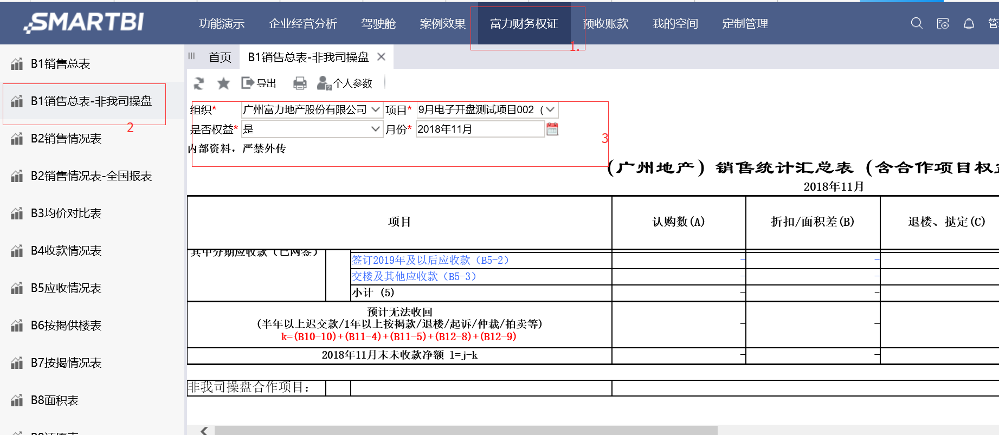 SMARTBI
功能演示 企业经营分析 驾驶舱 案例效果 富力财务权证 预收账款 我的空间 定制管理
1.
B1销售总表
B1销售总表-非我司操盘
2
B2销售情况表
B2销售情况表-全国报表
B3均价对比表
B4收款情况表
B5应收情况表
B6按揭供楼表
B7按揭情况表
B8面积表
首页 B1销售总表-非我司操盘
导出 个人参数
组织* 广州富力地产股份有限公司 项目* 9月电子开盘测试项目002（
是否权益* 是 月份* 2018年11月
3
内部资料，严禁外传
（广州地产）销售统计汇总表（含合作项目权
2018年11月
项目 认购数(A) 折扣/面积差(B) 退楼、挞定(C)
其中分期应收款（已网签）
签订2019年及以后应收款（B5-2） - -
交楼及其他应收款（B5-3） - -
小计 (5) - -
预计无法收回
(半年以上迟交款/1年以上按揭款/退楼/起诉/仲裁/拍卖等) - -
k=(B10-10)+(B11-4)+(B11-5)+(B12-8)+(B12-9)
2018年11月末未收款净额 l=j-k - -
非我司操盘合作项目：